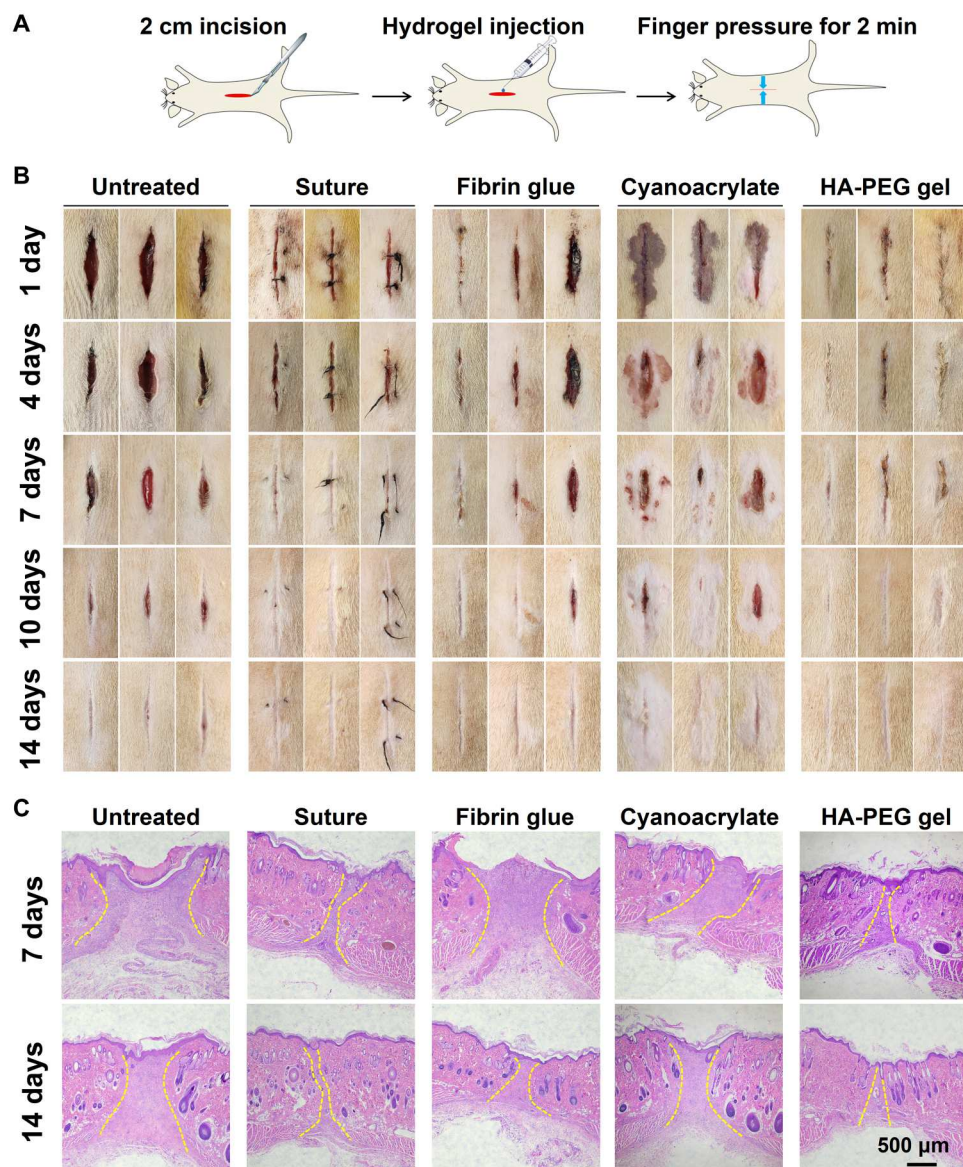 A
2 cm incision
Hydrogel injection
Finger pressure for 2 min
B
Untreated
Suture
Fibrin glue
Cyanoacrylate
HA-PEG gel
1 day
4 days
7 days
10 days
14 days
C
Untreated
Suture
Fibrin glue
Cyanoacrylate
HA-PEG gel
7 days
14 days
500 µm